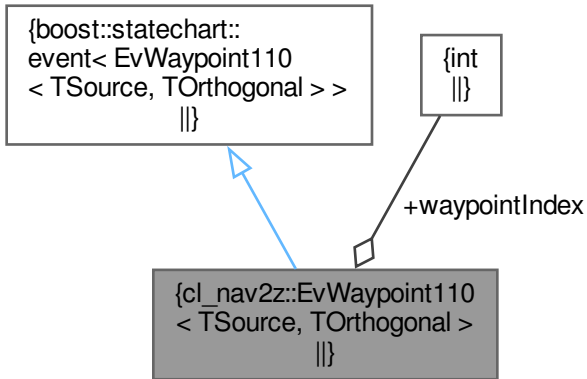 {boost::statechart::
event< EvWaypoint110
< TSource, TOrthogonal > >
||}
{int
||}
+waypointIndex
{cl_nav2z::EvWaypoint110
< TSource, TOrthogonal >
||}